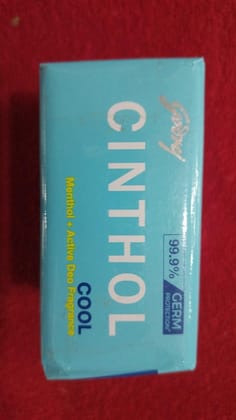 Godrej
CINTHOL
99.9% GERM
PROTECTION*
COOL
Menthol + Active Deo Fragrance